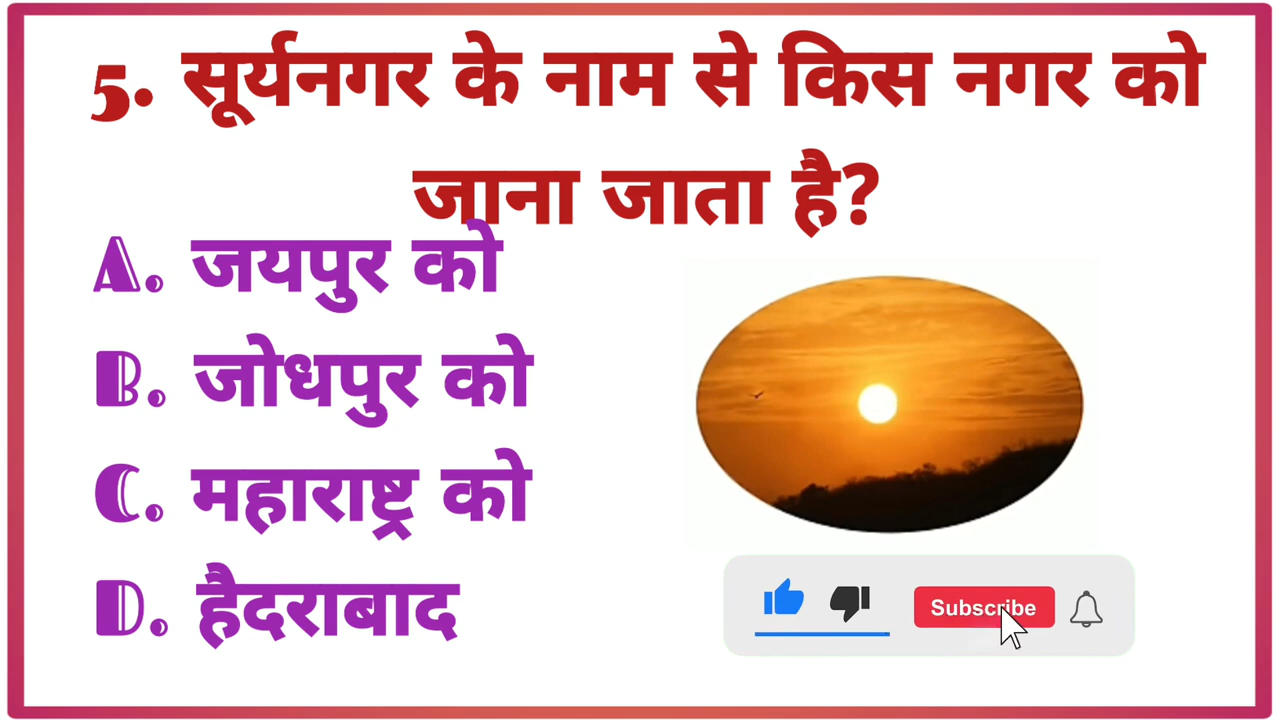 5. सूर्यनगर के नाम से किस नगर को
जाना जाता है?
A. जयपुर को
B. जोधपुर को
C. महाराष्ट्र को
D. हैदराबाद
Subscribe